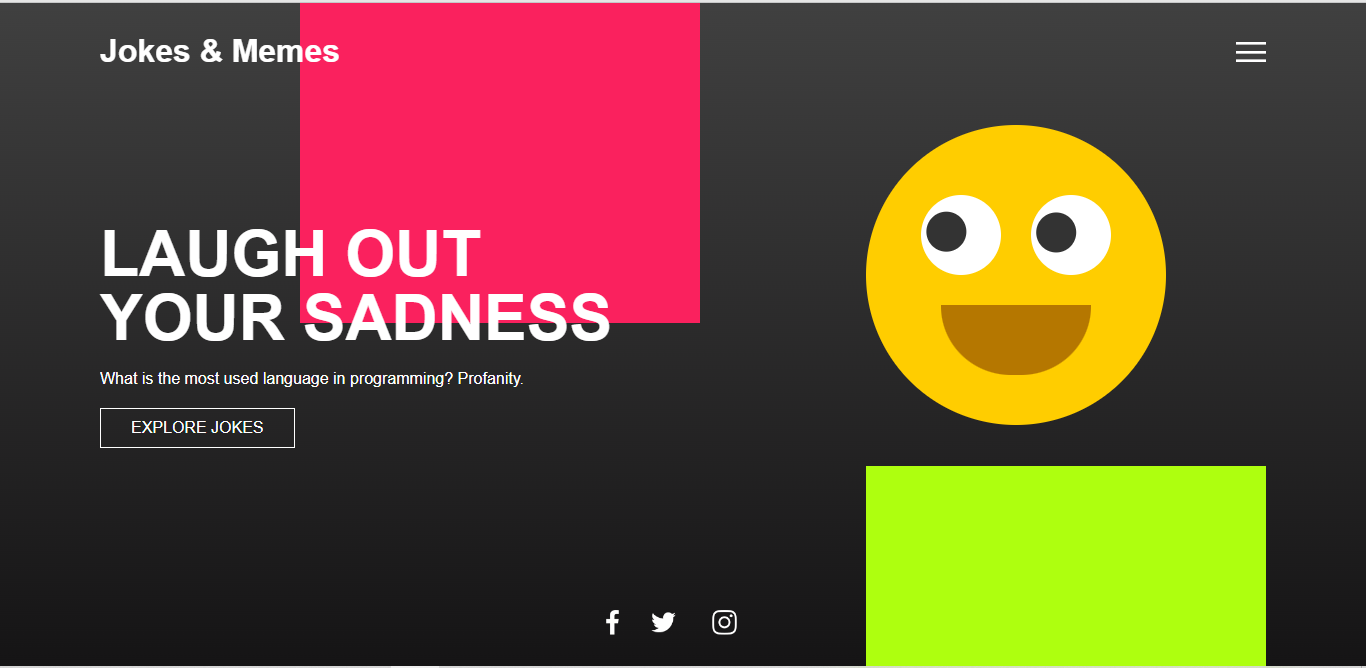 Jokes & Memes
LAUGH OUT
YOUR SADNESS
What is the most used language in programming? Profanity.
EXPLORE JOKES